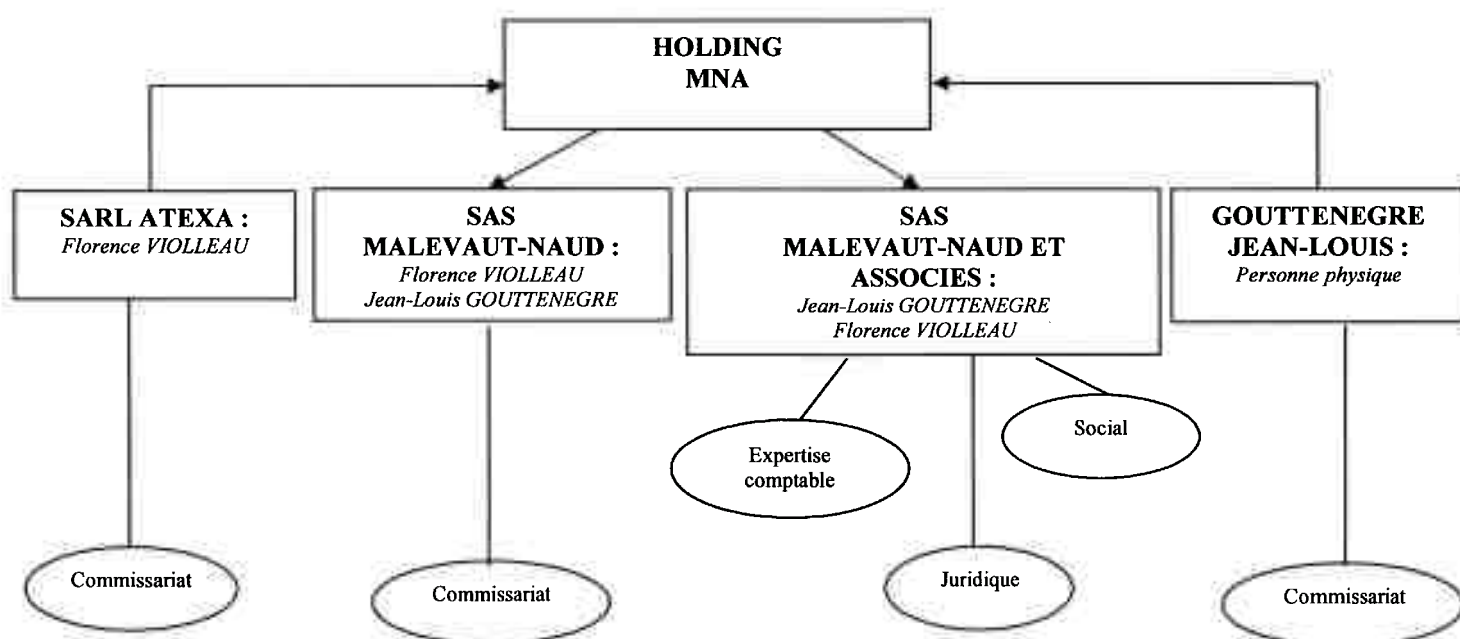 HOLDING
MNA
SARL ATEXA :
Florence VIOLLEAU
SAS
MALEVAUT-NAUD :
Florence VIOLLEAU
Jean-Louis GOUTTENEGRE
SAS
MALEVAUT-NAUD ET
ASSOCIES :
Jean-Louis GOUTTENEGRE
Florence VIOLLEAU
GOUTTENEGRE
JEAN-LOUIS :
Personne physique
Expertise
comptable
Social
Commissariat
Commissariat
Juridique
Commissariat